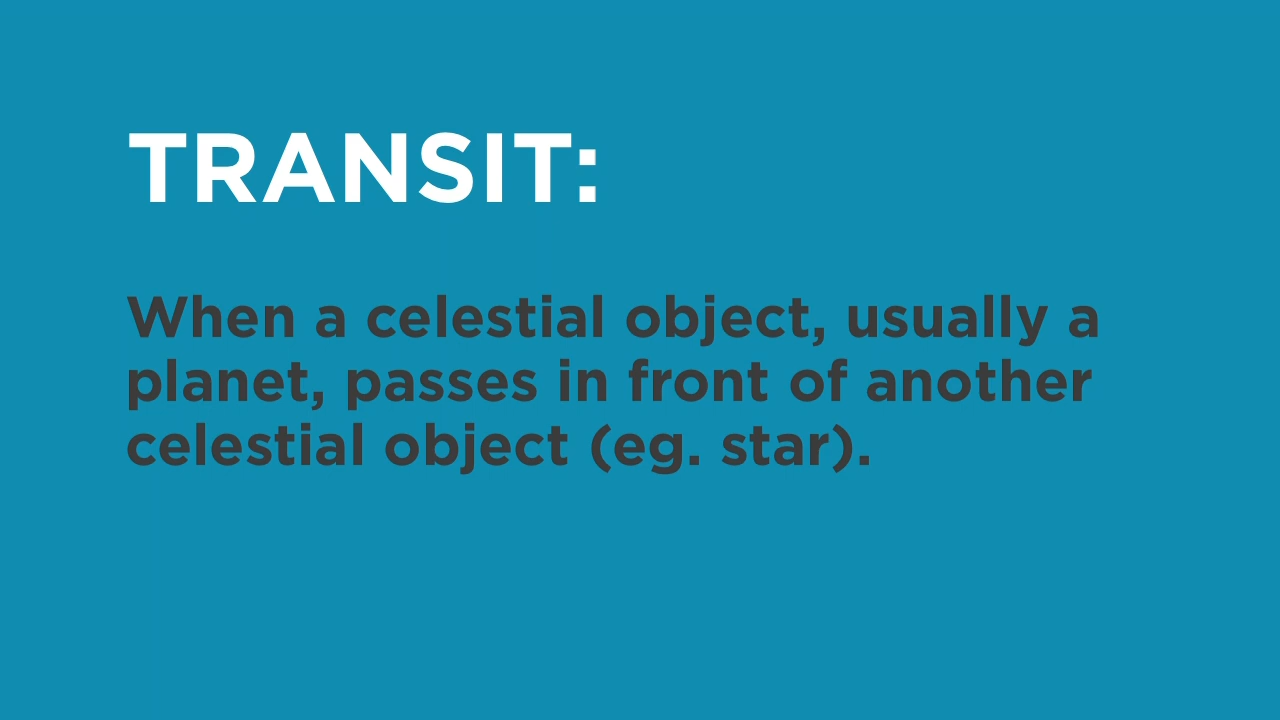 TRANSIT:
When a celestial object, usually a
planet, passes in front of another
celestial object (eg. star).